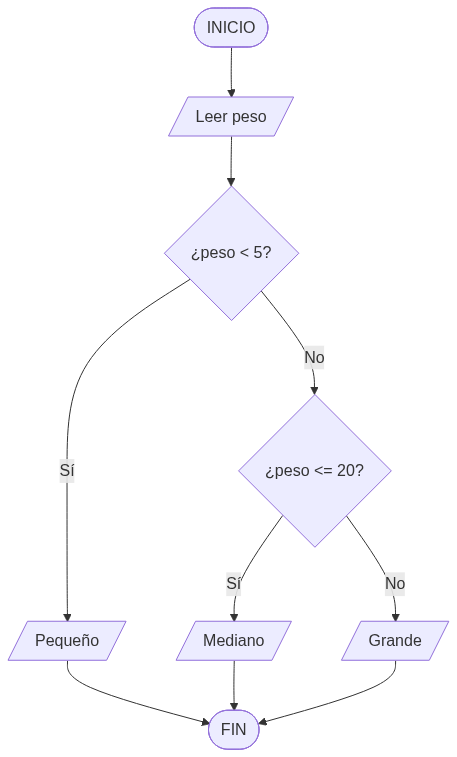 INICIO
Leer peso
¿peso < 5?
No
Sí
¿peso <= 20?
Sí
No
Pequeño
Mediano
Grande
FIN